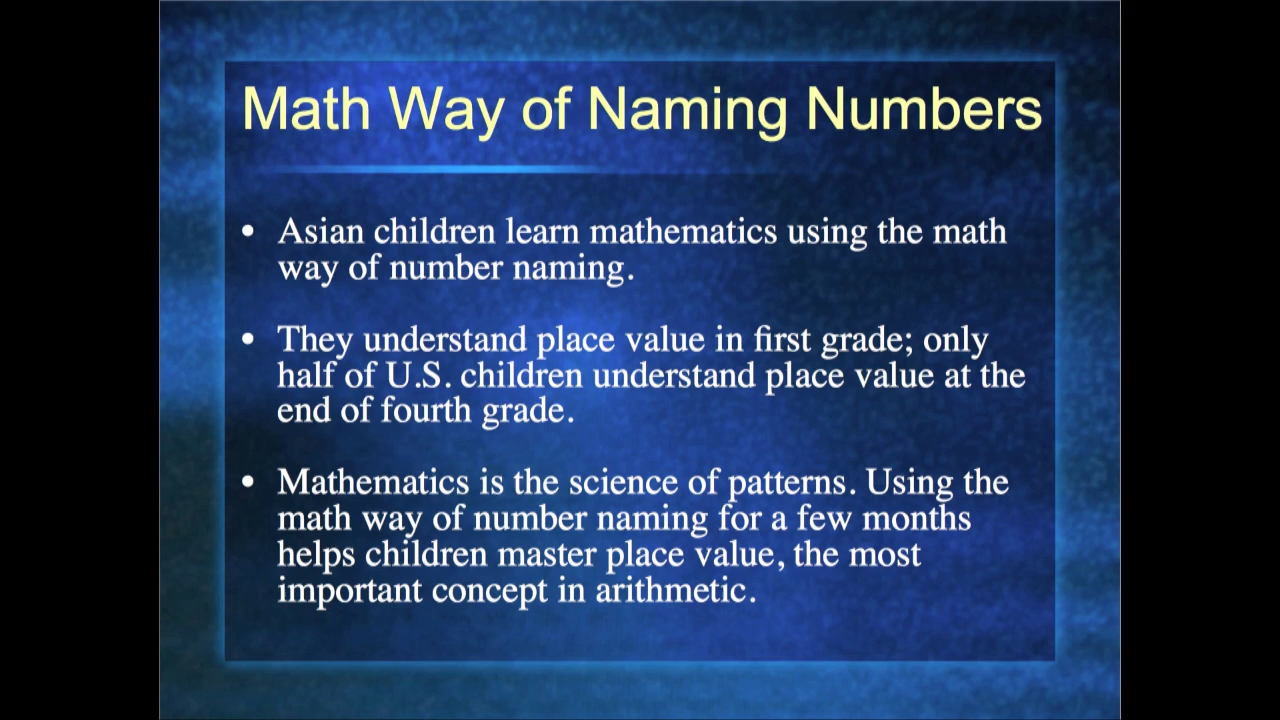 Math Way of Naming Numbers
• Asian children learn mathematics using the math
way of number naming.
• They understand place value in first grade; only
half of U.S. children understand place value at the
end of fourth grade.
• Mathematics is the science of patterns. Using the
math way of number naming for a few months
helps children master place value, the most
important concept in arithmetic.